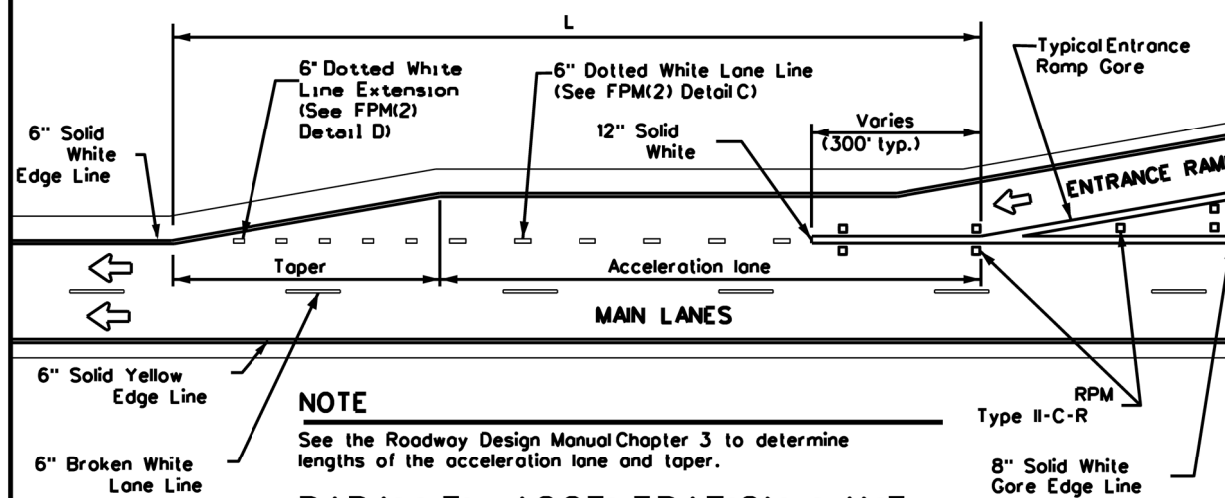 L
6" Dotted White
Line Extension
(See FPM(2)
Detail D)
6" Dotted White Lane Line
(See FPM(2) Detail C)
Typical Entrance
Ramp Gore
6" Solid
White
Edge Line
12" Solid
White
Varies
(300' typ.)
ENTRANCE RAM
Taper
Acceleration lane
MAIN LANES
6" Solid Yellow
Edge Line
6" Broken White
Lane Line
NOTE
See the Roadway Design Manual Chapter 3 to determine
lengths of the acceleration lane and taper.
RPM
Type II-C-R
8" Solid White
Gore Edge Line